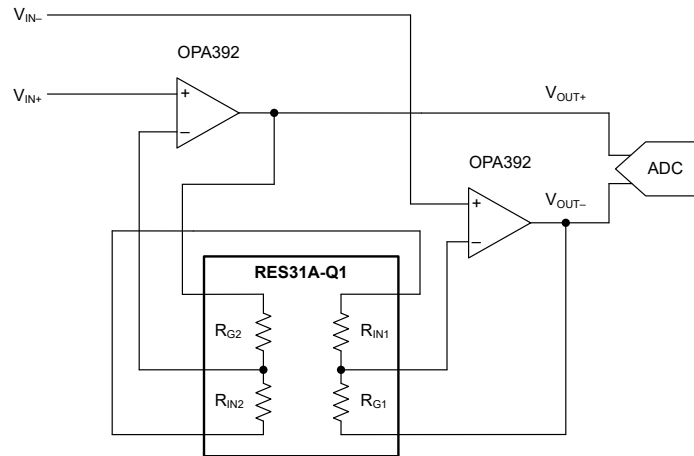 VIN–
OPA392
VIN+
+
–
VOUT+
OPA392
ADC
+
–
VOUT–
RES31A-Q1
RG2
RIN1
RIN2
RG1